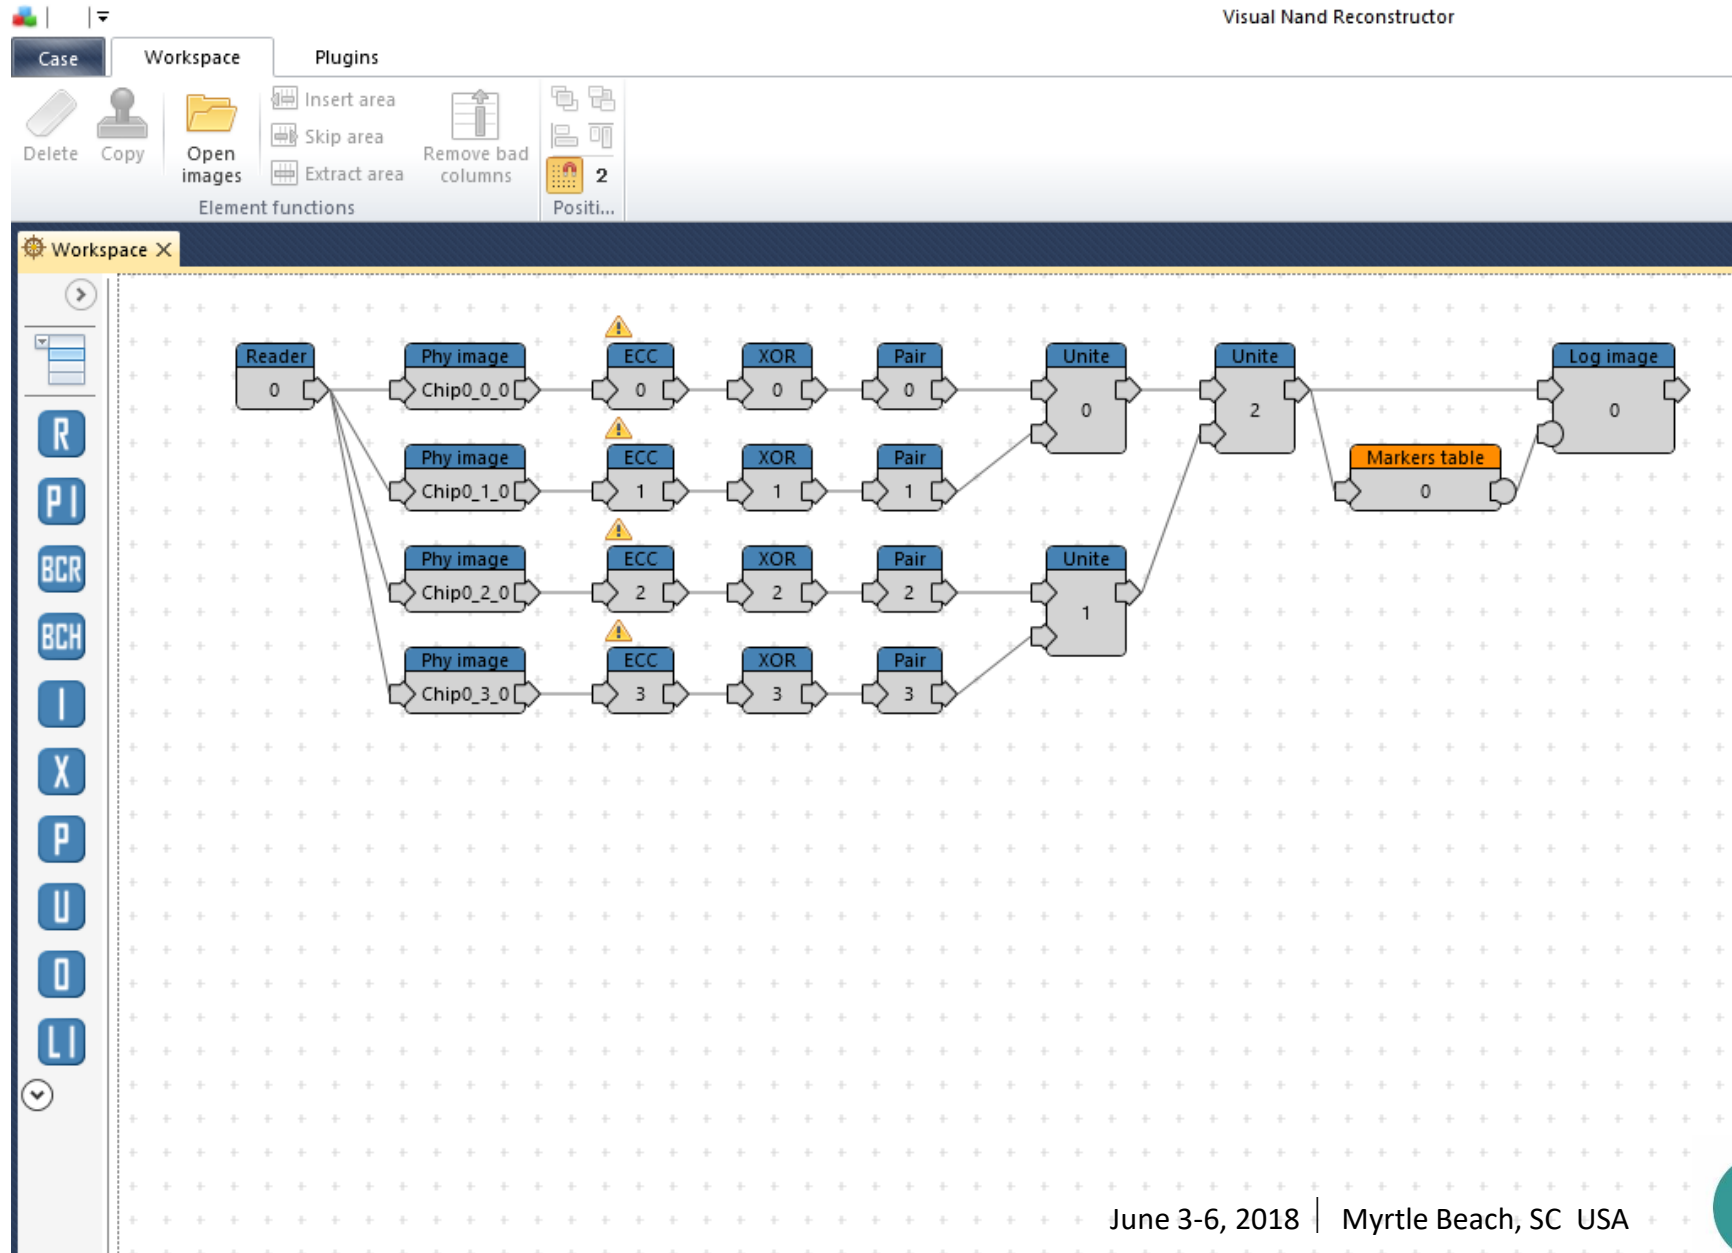 Visual Nand Reconstructor
Case Workspace Plugins
Delete Copy Open images Insert area Skip area Extract area Remove bad columns 2
Element functions Positi...
Workspace
Reader Phy image ECC XOR Pair Unite Unite Log image
0 Chip0_0_0 0 0 0 0 2 0
Phy image ECC XOR Pair Markers table
Chip0_1_0 1 1 1 0
Phy image ECC XOR Pair Unite
Chip0_2_0 2 2 2 1
Phy image ECC XOR Pair
Chip0_3_0 3 3 3
R
PI
BCR
BCH
I
X
P
U
O
LI
June 3-6, 2018 | Myrtle Beach, SC USA